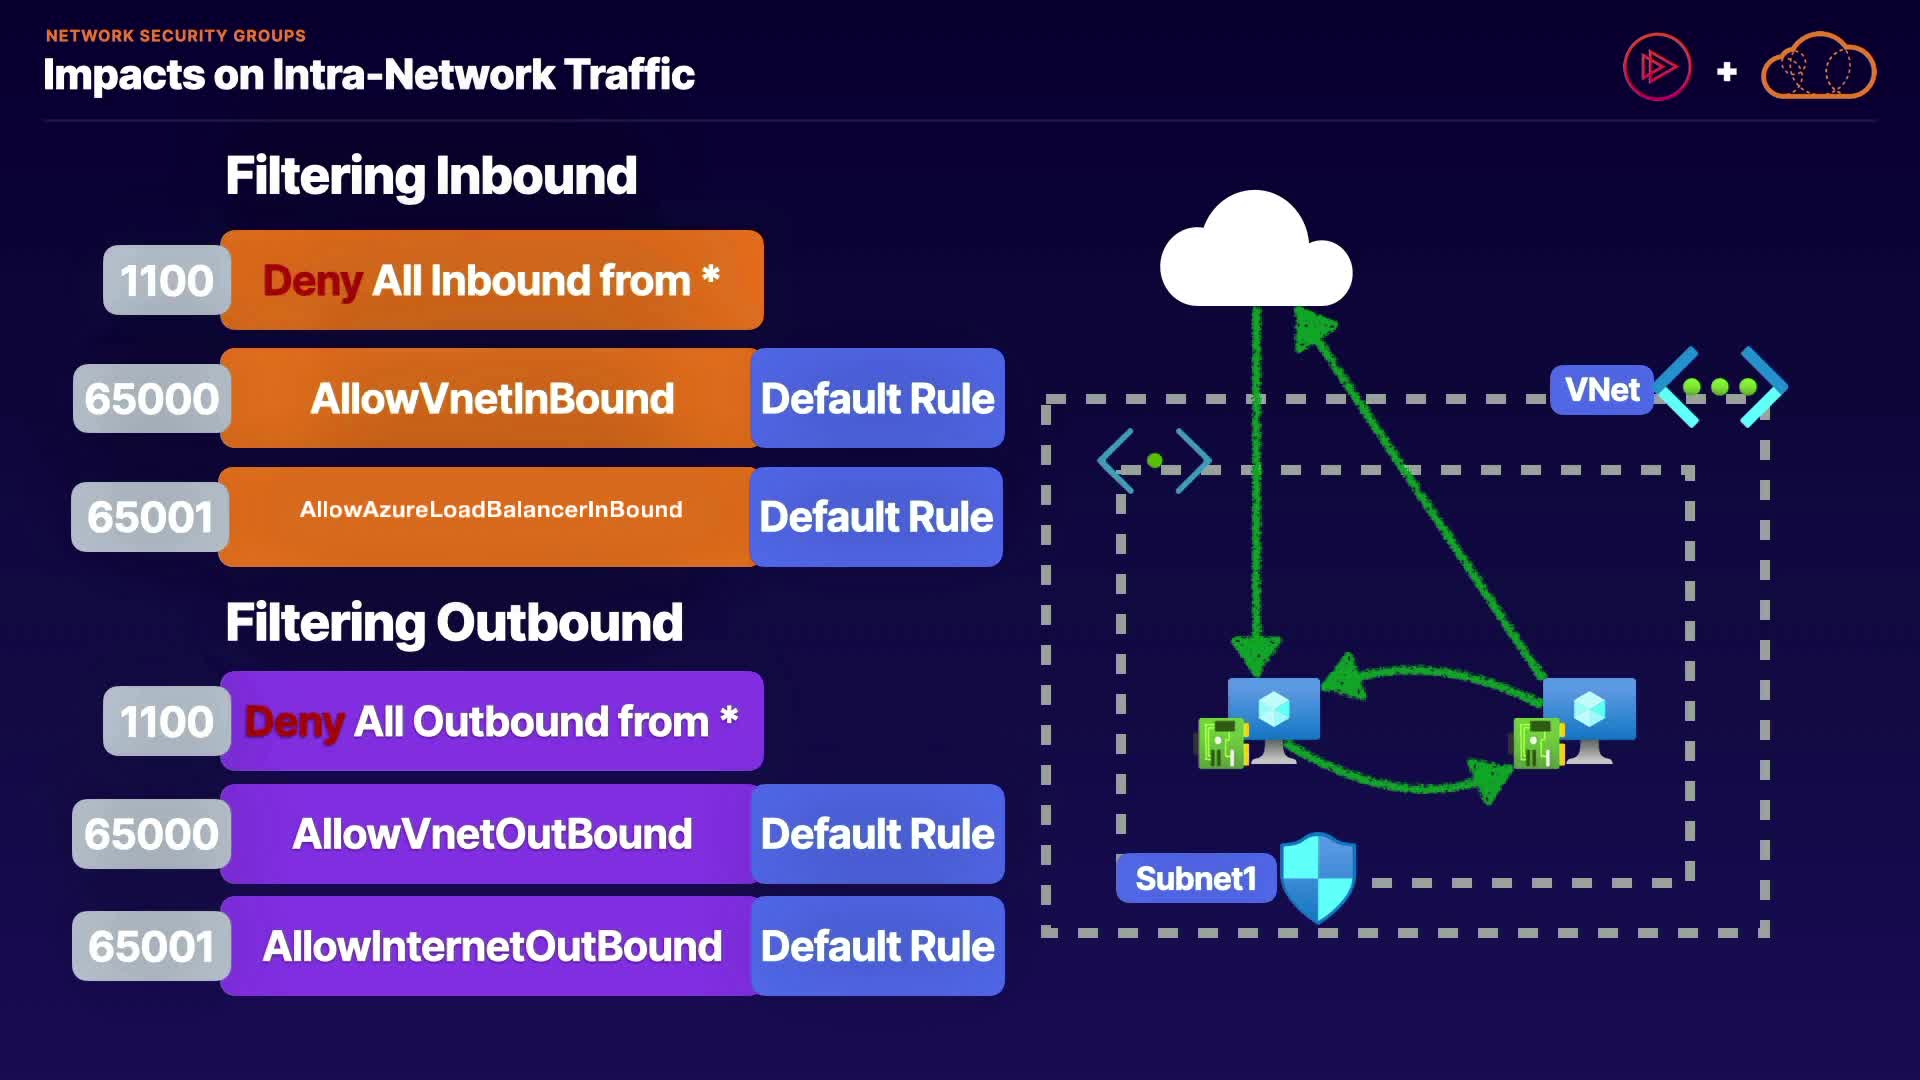 NETWORK SECURITY GROUPS
Impacts on Intra-Network Traffic
+
Filtering Inbound
1100 Deny All Inbound from *
65000 AllowVnetInBound Default Rule
65001 AllowAzureLoadBalancerInBound Default Rule
Filtering Outbound
1100 Deny All Outbound from *
65000 AllowVnetOutBound Default Rule
65001 AllowInternetOutBound Default Rule
VNet
Subnet1